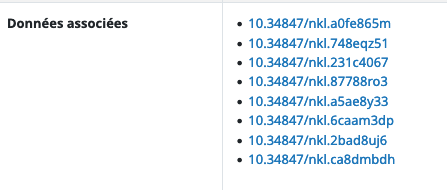 Données associées
10.34847/nkl.a0fe865m
10.34847/nkl.748eqz51
10.34847/nkl.231c4067
10.34847/nkl.87788ro3
10.34847/nkl.a5ae8y33
10.34847/nkl.6caam3dp
10.34847/nkl.2bad8uj6
10.34847/nkl.ca8dmbdh